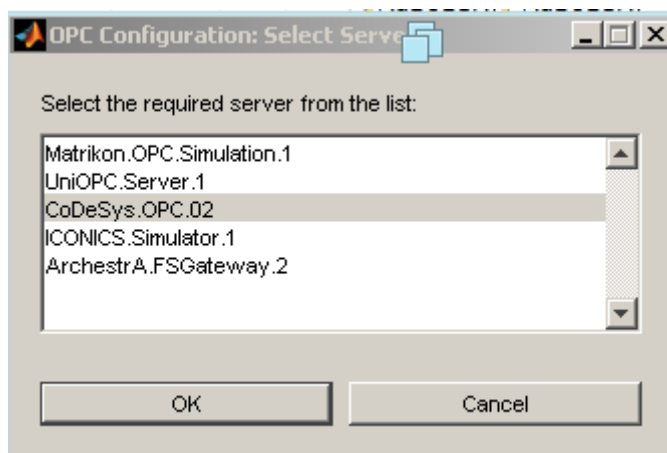 OPC Configuration: Select Serve
Select the required server from the list:
Matrikon.OPC.Simulation.1
UniOPC.Server.1
CoDeSys.OPC.02
ICONICS.Simulator.1
ArchestrA.FSGateway.2
OK
Cancel